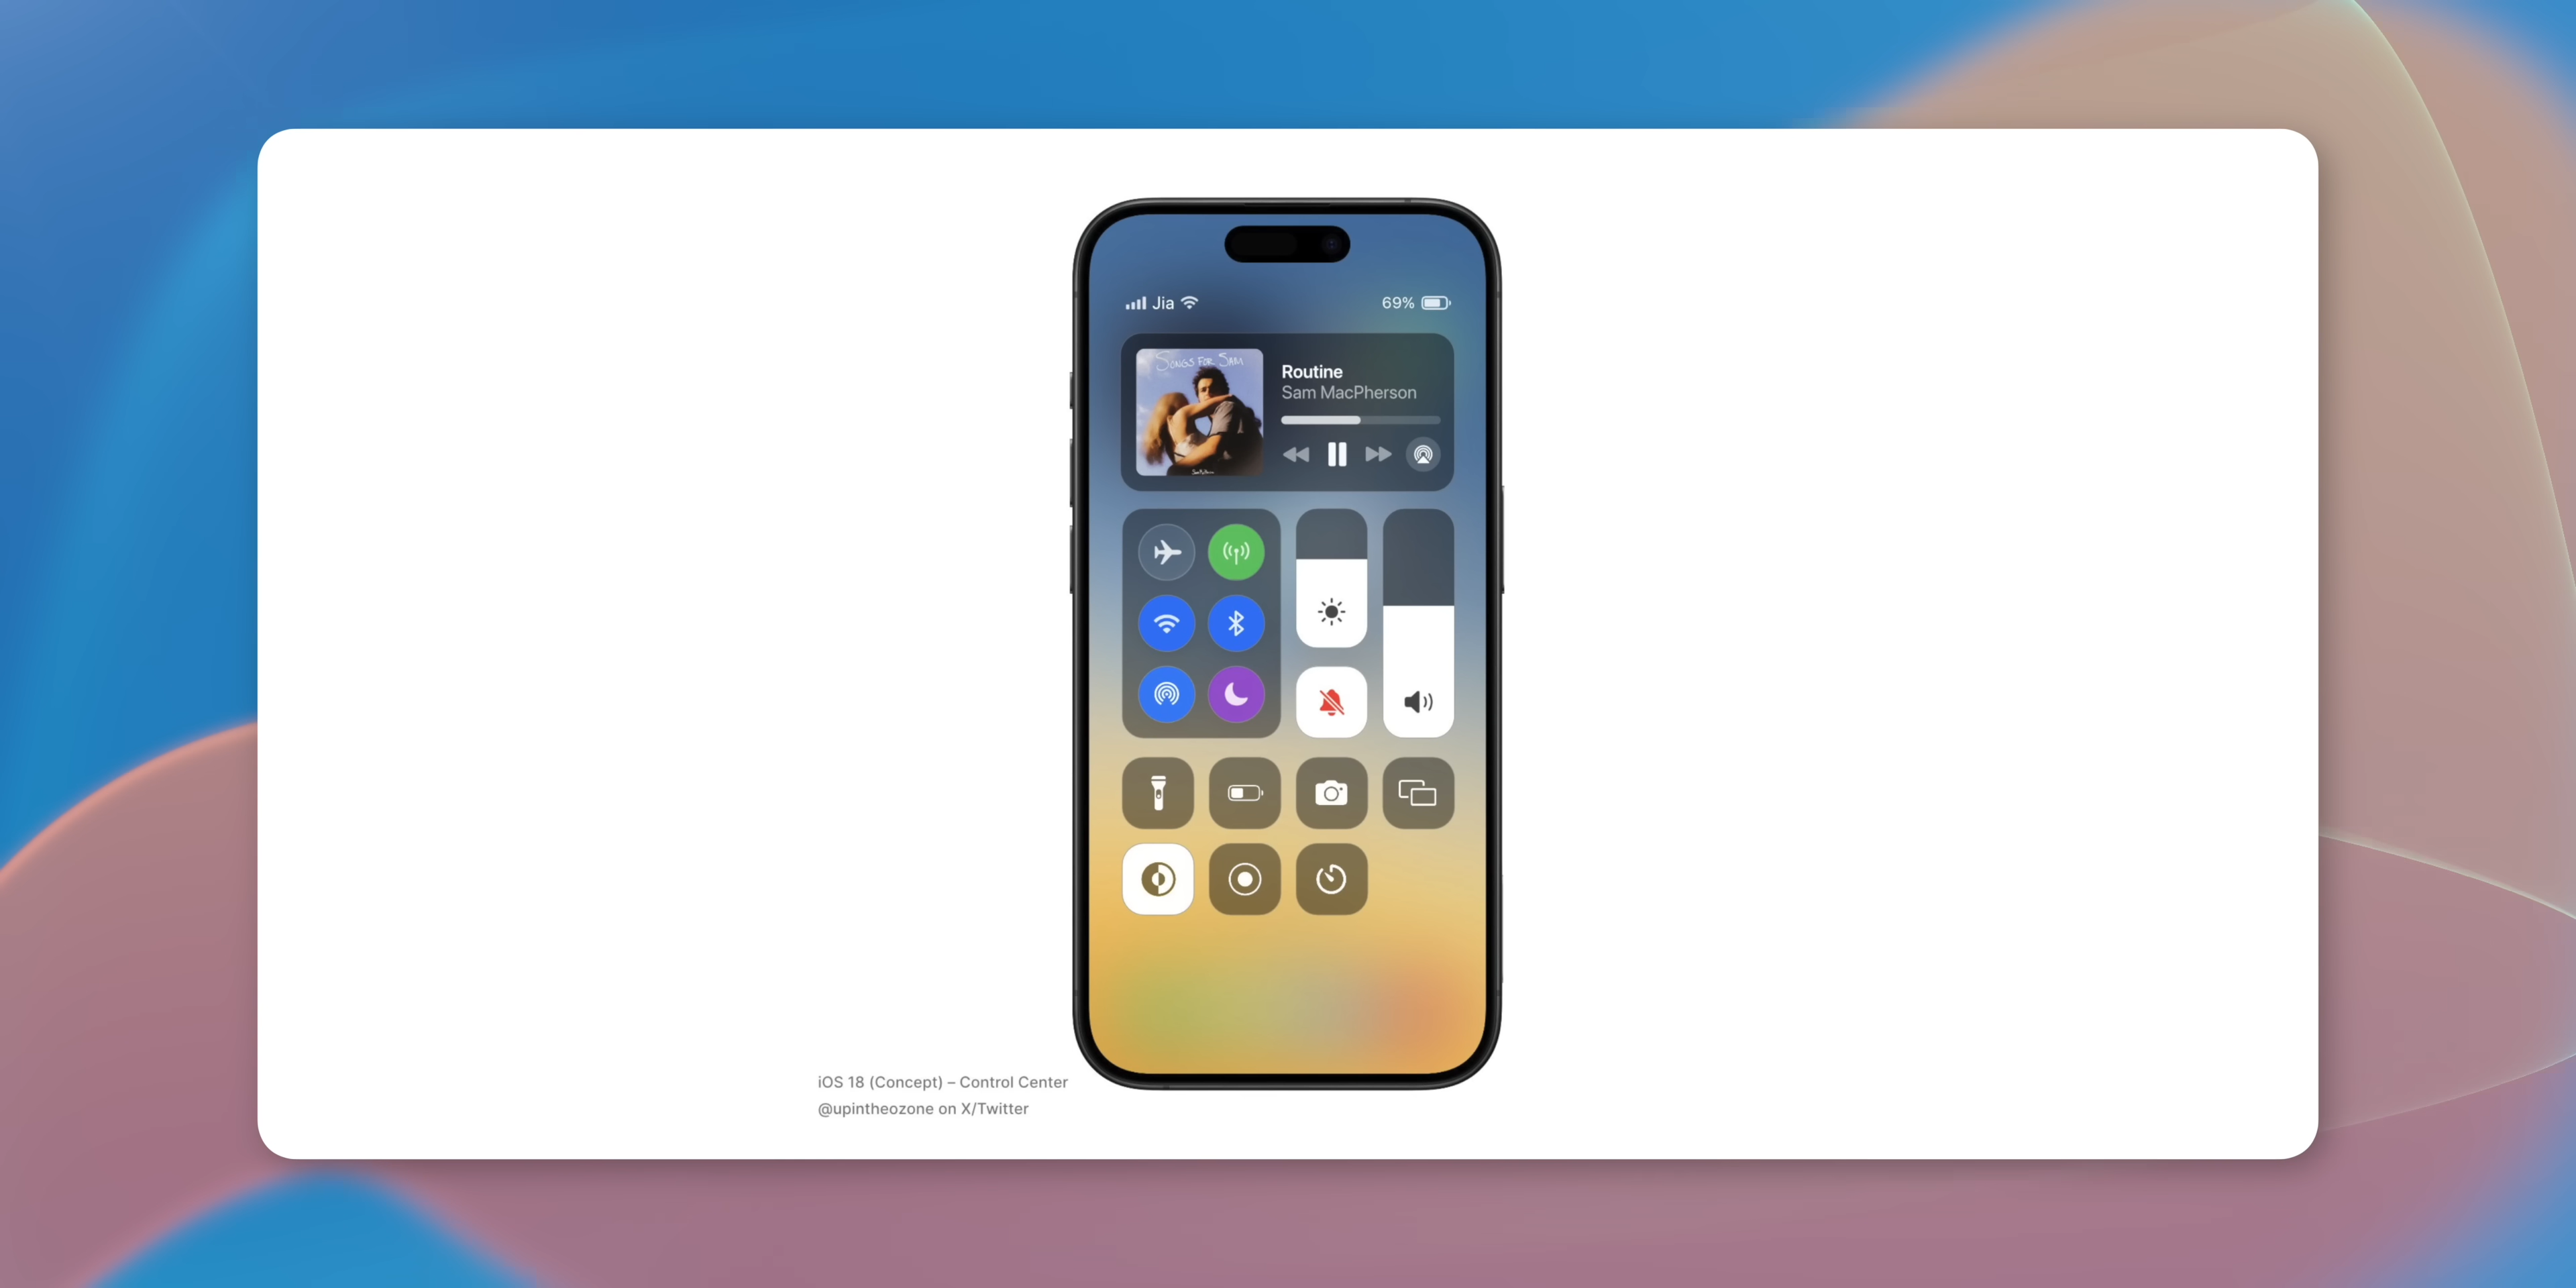 Jia
69%
SONGS FOR SAM
Routine
Sam MacPherson
iOS 18 (Concept) – Control Center
@upintheozone on X/Twitter